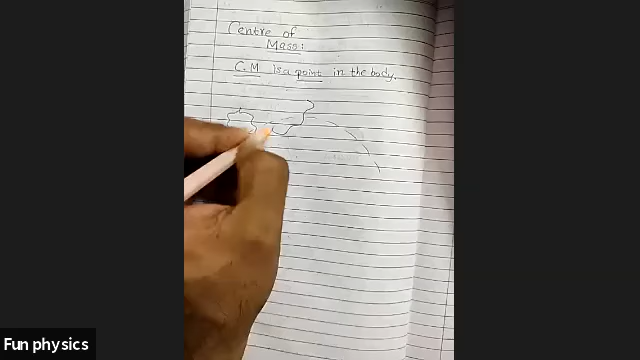 Centre of
Mass:
C.M is a point in the body.
Fun physics